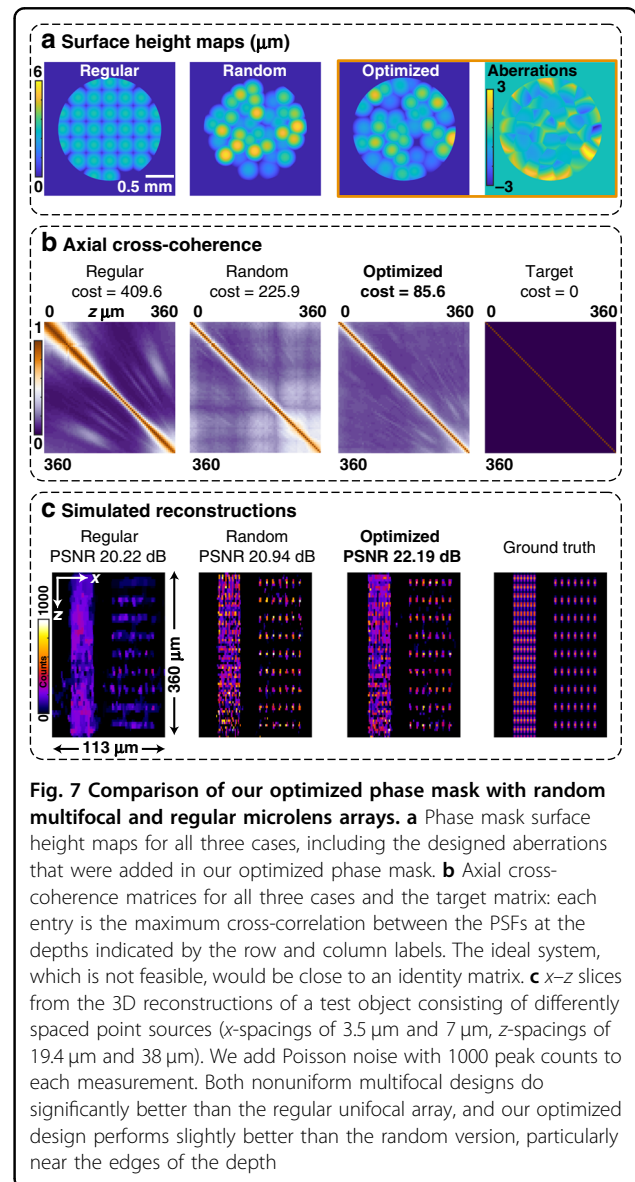 a Surface height maps (µm)
Regular Random Optimized Aberrations
6
0
3
−3
0.5 mm
b Axial cross-coherence
Regular
cost = 409.6
Random
cost = 225.9
Optimized
cost = 85.6
Target
cost = 0
0 z µm 360 0 360 0 360 0 360
1
0
360 360 360 360
c Simulated reconstructions
Regular
PSNR 20.22 dB
Random
PSNR 20.94 dB
Optimized
PSNR 22.19 dB
Ground truth
1000
Counts
0
x
z
360 µm
113 µm
Fig. 7 Comparison of our optimized phase mask with random
multifocal and regular microlens arrays. a Phase mask surface
height maps for all three cases, including the designed aberrations
that were added in our optimized phase mask. b Axial cross-
coherence matrices for all three cases and the target matrix: each
entry is the maximum cross-correlation between the PSFs at the
depths indicated by the row and column labels. The ideal system,
which is not feasible, would be close to an identity matrix. c x–z slices
from the 3D reconstructions of a test object consisting of differently
spaced point sources (x-spacings of 3.5 µm and 7 µm, z-spacings of
19.4 µm and 38 µm). We add Poisson noise with 1000 peak counts to
each measurement. Both nonuniform multifocal designs do
significantly better than the regular unifocal array, and our optimized
design performs slightly better than the random version, particularly
near the edges of the depth